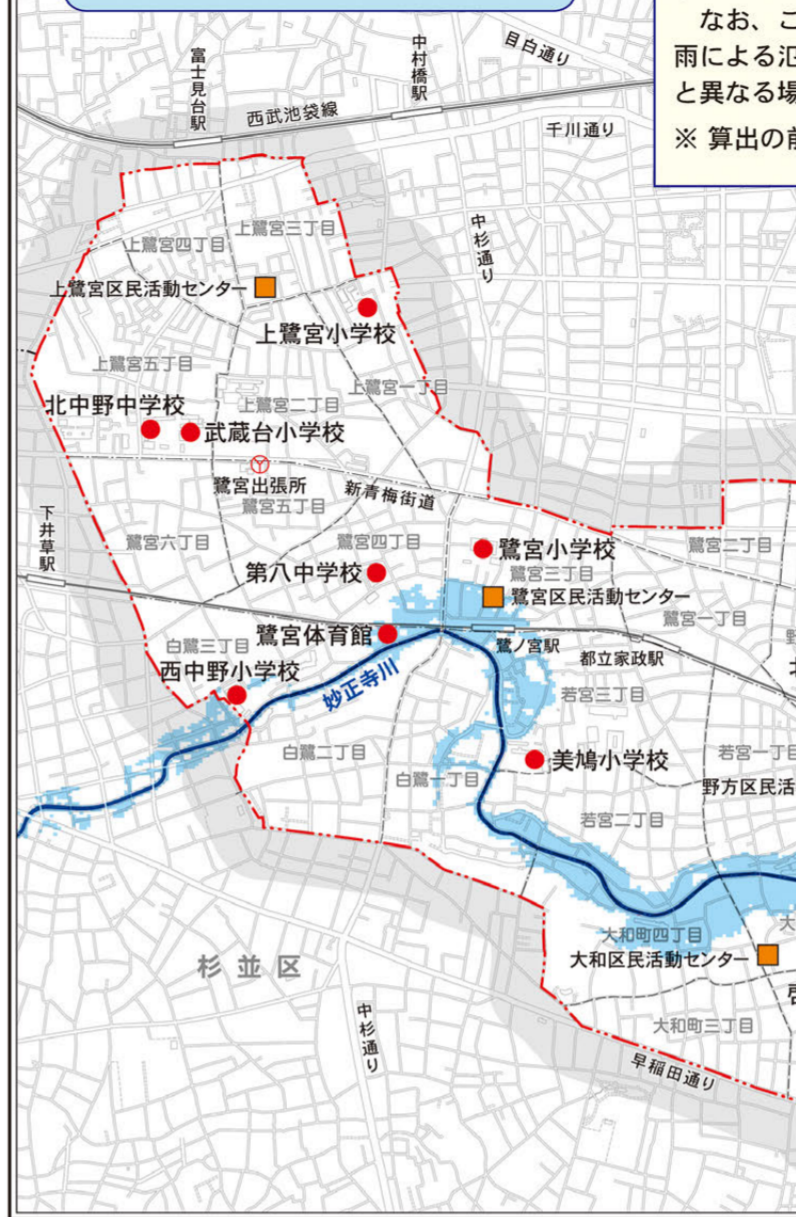 なお、こ
雨による氾
と異なる場
※ 算出の前
目白通り
中村橋駅
富士見台駅
西武池袋線
千川通り
中杉通り
上鷺宮三丁目
上鷺宮四丁目
上鷺宮区民活動センター
上鷺宮小学校
上鷺宮五丁目
上鷺宮一丁目
北中野中学校
上鷺宮二丁目
武蔵台小学校
鷺宮出張所
新青梅街道
鷺宮五丁目
下井草駅
鷺宮六丁目
鷺宮四丁目
鷺宮小学校
鷺宮二丁目
第八中学校
鷺宮三丁目
鷺宮区民活動センター
鷺宮一丁目
鷺宮体育館
白鷺三丁目
鷺ノ宮駅
都立家政駅
西中野小学校
妙正寺川
若宮三丁目
白鷺二丁目
白鷺一丁目
美鳩小学校
若宮一丁目
野方区民活
若宮二丁目
大和町四丁目
大和区民活動センター
杉並区
中杉通り
大和町三丁目
早稲田通り